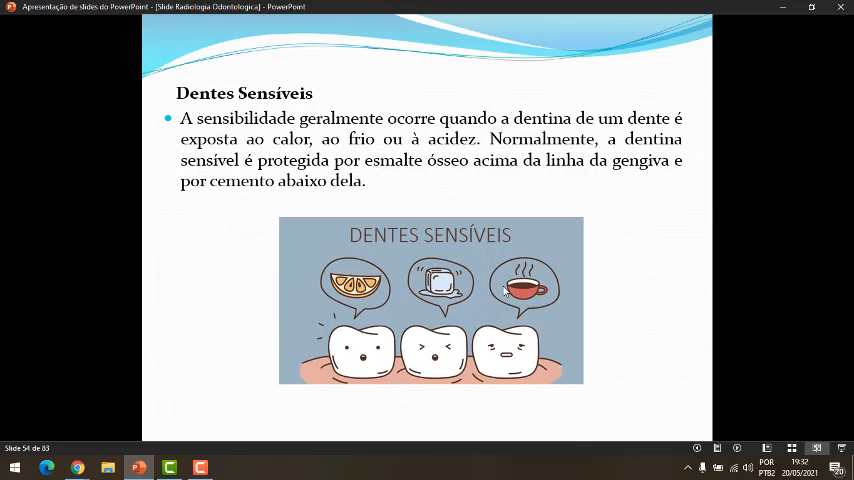 Apresentação de slides do PowerPoint - [Slide Radiologia Odontologica] - PowerPoint
Dentes Sensíveis
A sensibilidade geralmente ocorre quando a dentina de um dente é
exposta ao calor, ao frio ou à acidez. Normalmente, a dentina
sensível é protegida por esmalte ósseo acima da linha da gengiva e
por cemento abaixo dela.
DENTES SENSÍVEIS
Slide 54 de 83
POR
PTB2
19:32
20/05/2021
20